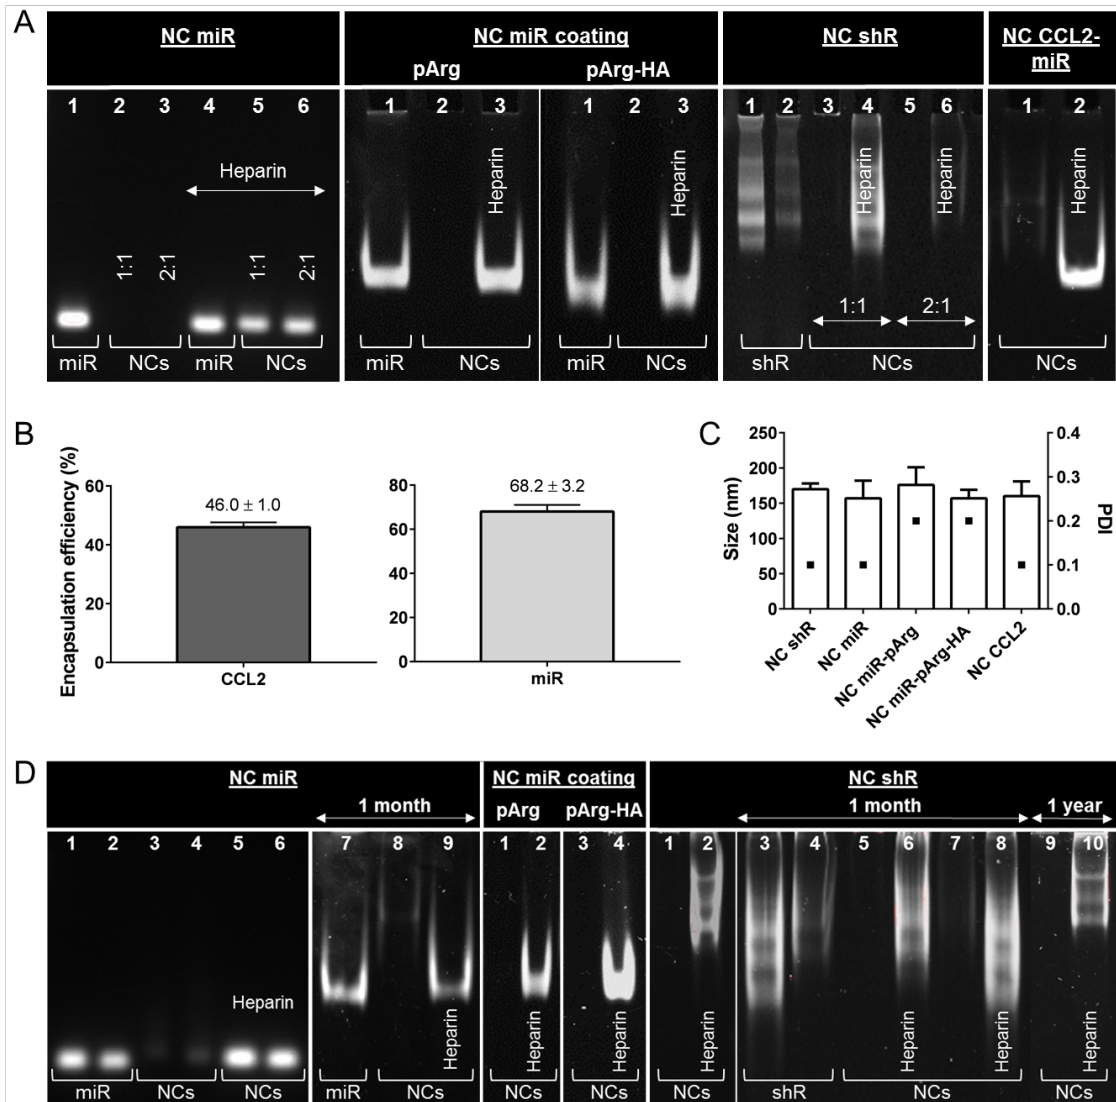 A
NC miR
1 2 3 4 5 6
Heparin
1:1 2:1 1:1 2:1
miR NCs miR NCs
NC miR coating
pArg pArg-HA
1 2 3 1 2 3
Heparin Heparin
miR NCs miR NCs
NC shR
1 2 3 4 5 6
Heparin Heparin
1:1 2:1
shR NCs
NC CCL2-
miR
1 2
Heparin
NCs
B
Encapsulation efficiency (%)
60
40
20
0
46.0 ± 1.0
CCL2
80
60
40
20
0
68.2 ± 3.2
miR
C
Size (nm)
250
200
150
100
50
0
0.4
0.3
0.2
0.1
0.0
PDI
NC shR
NC miR
NC miR-pArg
NC miR-pArg-HA
NC CCL2
D
NC miR
1 month
1 2 3 4 5 6 7 8 9
Heparin
Heparin
miR NCs NCs miR NCs
NC miR coating
pArg pArg-HA
1 2 3 4
Heparin Heparin
NCs NCs
NC shR
1 month 1 year
1 2 3 4 5 6 7 8 9 10
Heparin Heparin Heparin Heparin
NCs shR NCs NCs